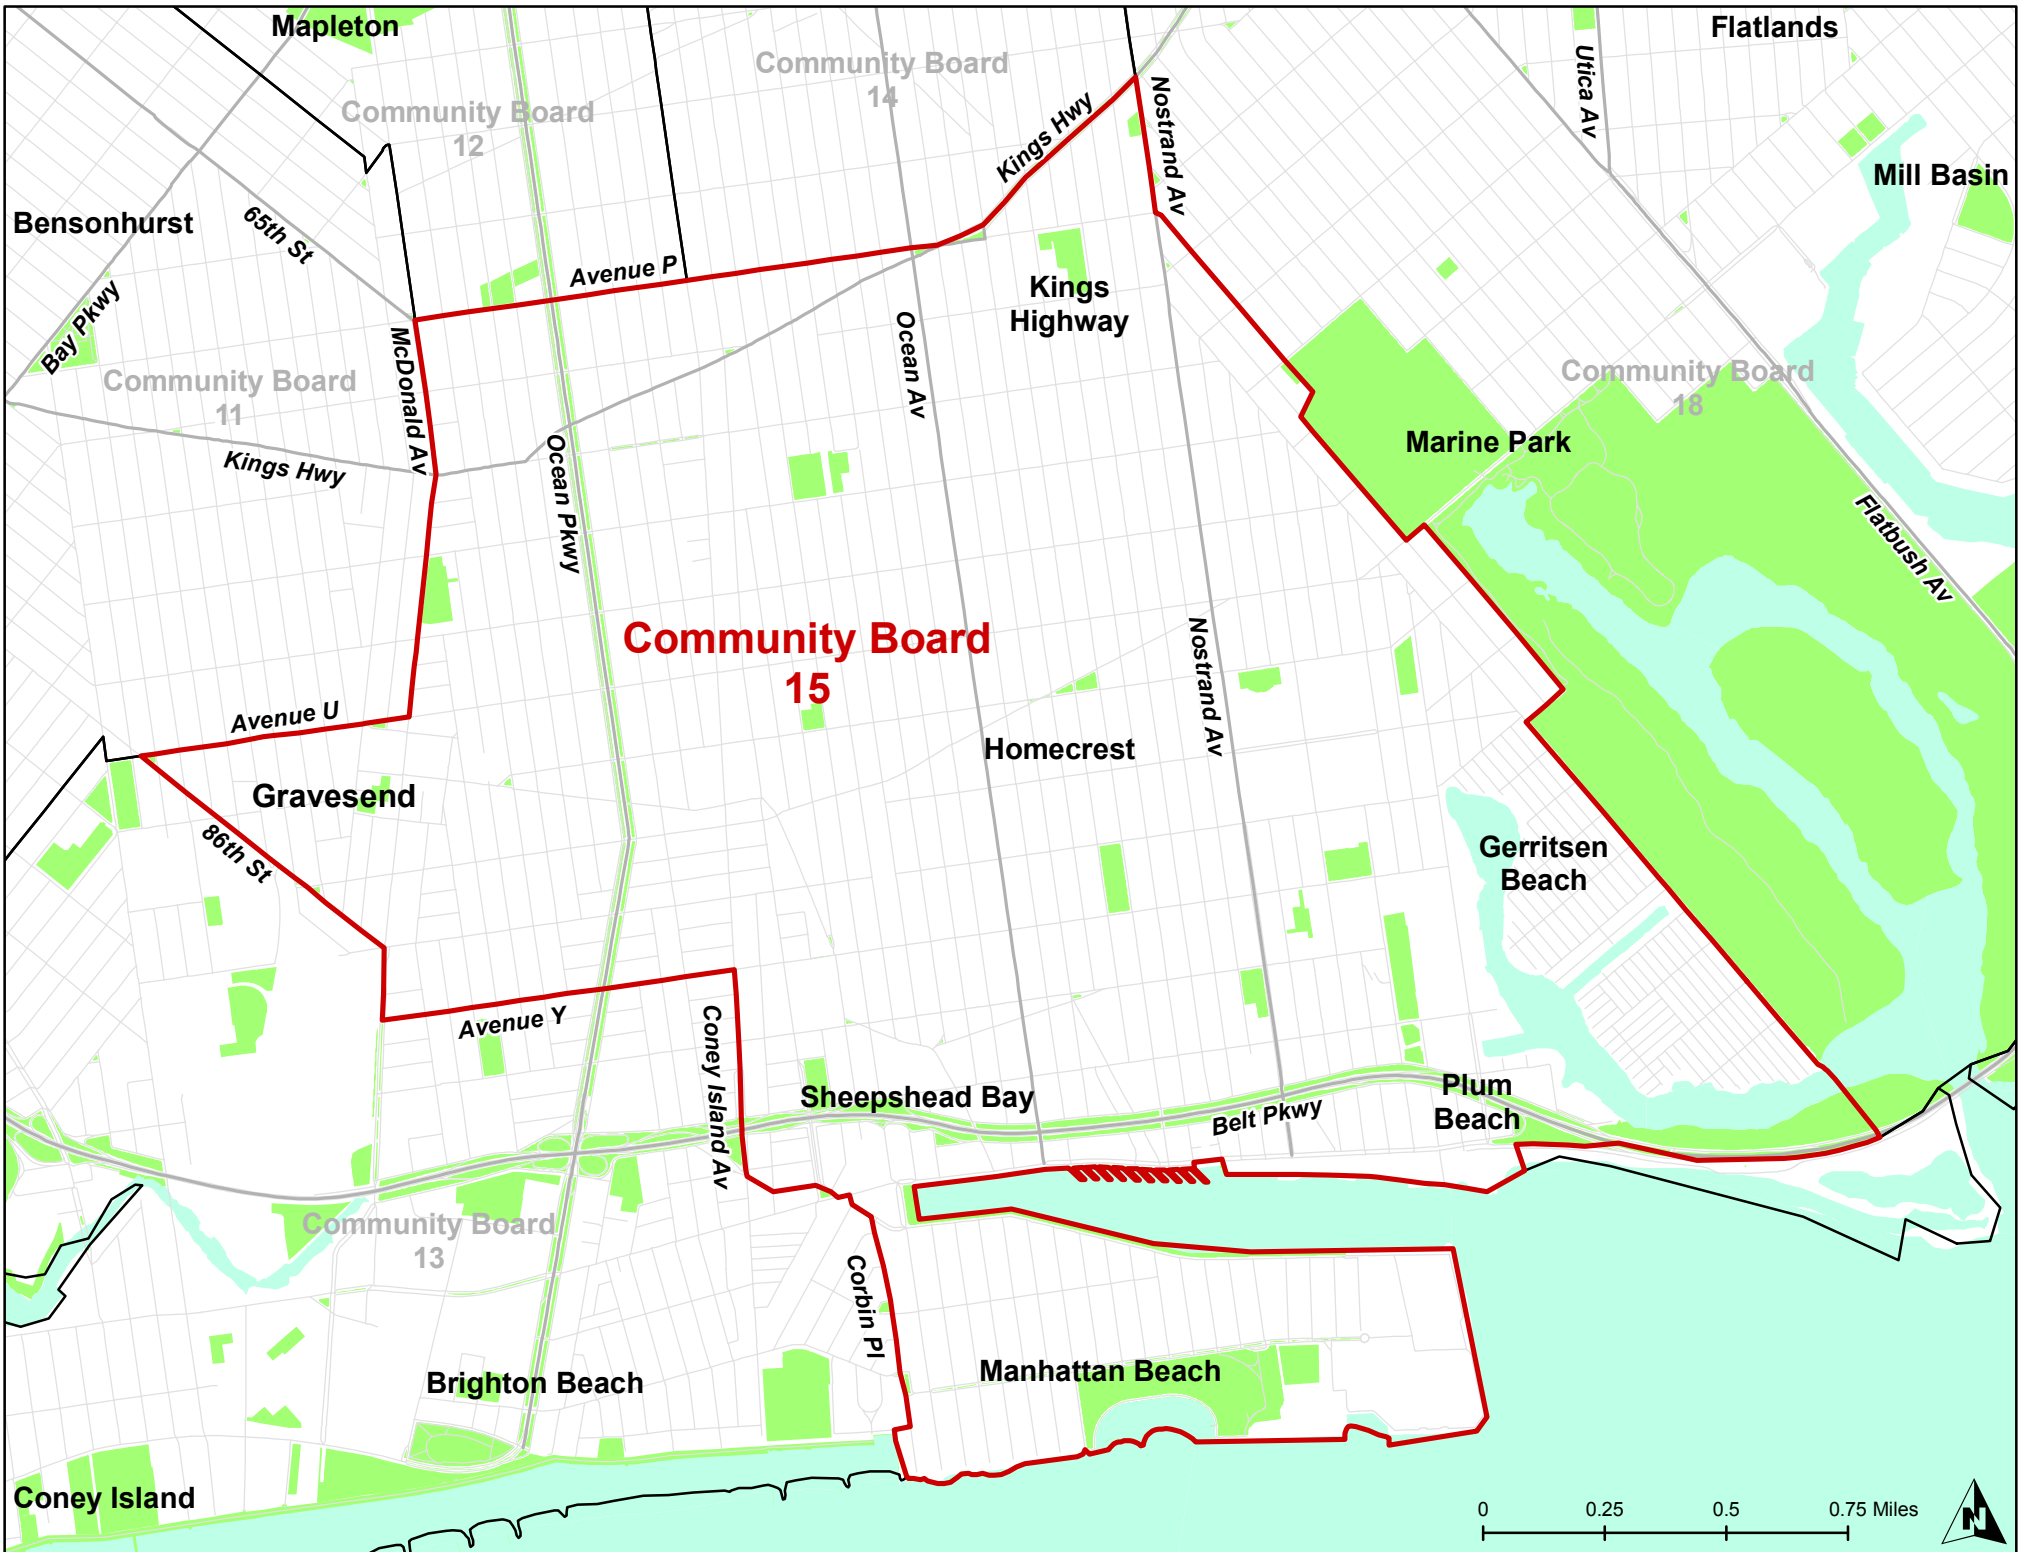 Mapleton
Flatlands
Community Board
14
Utica Av
Community Board
12
Kings Hwy
Nostrand Av
Mill Basin
Bensonhurst
65th St
Avenue P
Kings
Highway
Bay Pkwy
McDonald Av
Ocean Av
Community Board
11
Community Board
18
Kings Hwy
Ocean Pkwy
Marine Park
Flatbush Av
Community Board
15
Nostrand Av
Avenue U
Homecrest
Gravesend
86th St
Gerritsen
Beach
Avenue Y
Coney Island Av
Sheepshead Bay
Belt Pkwy
Plum
Beach
Community Board
13
Corbin Pl
Brighton Beach
Manhattan Beach
Coney Island
0 0.25 0.5 0.75 Miles
N